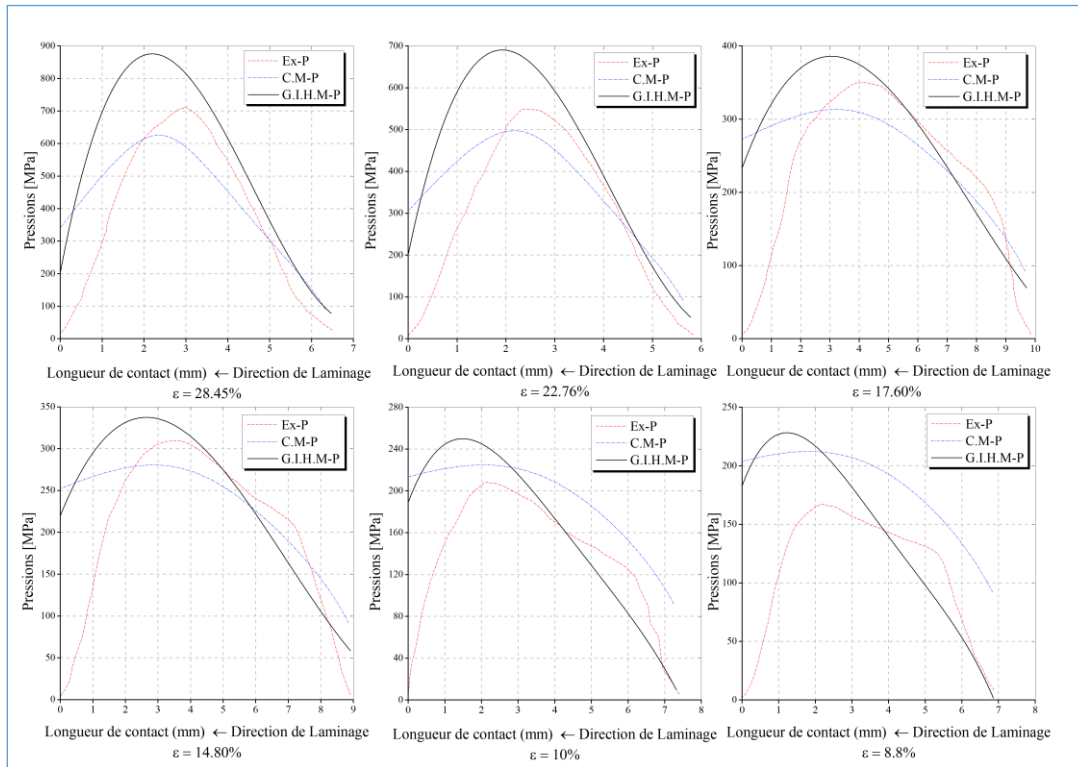 900
800
700
600
500
400
300
200
100
0
Pressions [MPa]
Ex-P
C.M-P
G.I.H.M-P
0 1 2 3 4 5 6 7
Longueur de contact (mm) ← Direction de Laminage
ε = 28.45%
700
600
500
400
300
200
100
0
Pressions [MPa]
Ex-P
C.M-P
G.I.H.M-P
0 1 2 3 4 5 6
Longueur de contact (mm) ← Direction de Laminage
ε = 22.76%
400
300
200
100
0
Pressions [MPa]
Ex-P
C.M-P
G.I.H.M-P
0 1 2 3 4 5 6 7 8 9 10
Longueur de contact (mm) ← Direction de Laminage
ε = 17.60%
350
300
250
200
150
100
50
0
Pressions [MPa]
Ex-P
C.M-P
G.I.H.M-P
0 1 2 3 4 5 6 7 8 9
Longueur de contact (mm) ← Direction de Laminage
ε = 14.80%
280
240
200
160
120
80
40
0
Pressions [MPa]
Ex-P
C.M-P
G.I.H.M-P
0 1 2 3 4 5 6 7 8
Longueur de contact (mm) ← Direction de Laminage
ε = 10%
250
200
150
100
50
0
Pressions [MPa]
Ex-P
C.M-P
G.I.H.M-P
0 1 2 3 4 5 6 7 8
Longueur de contact (mm) ← Direction de Laminage
ε = 8.8%